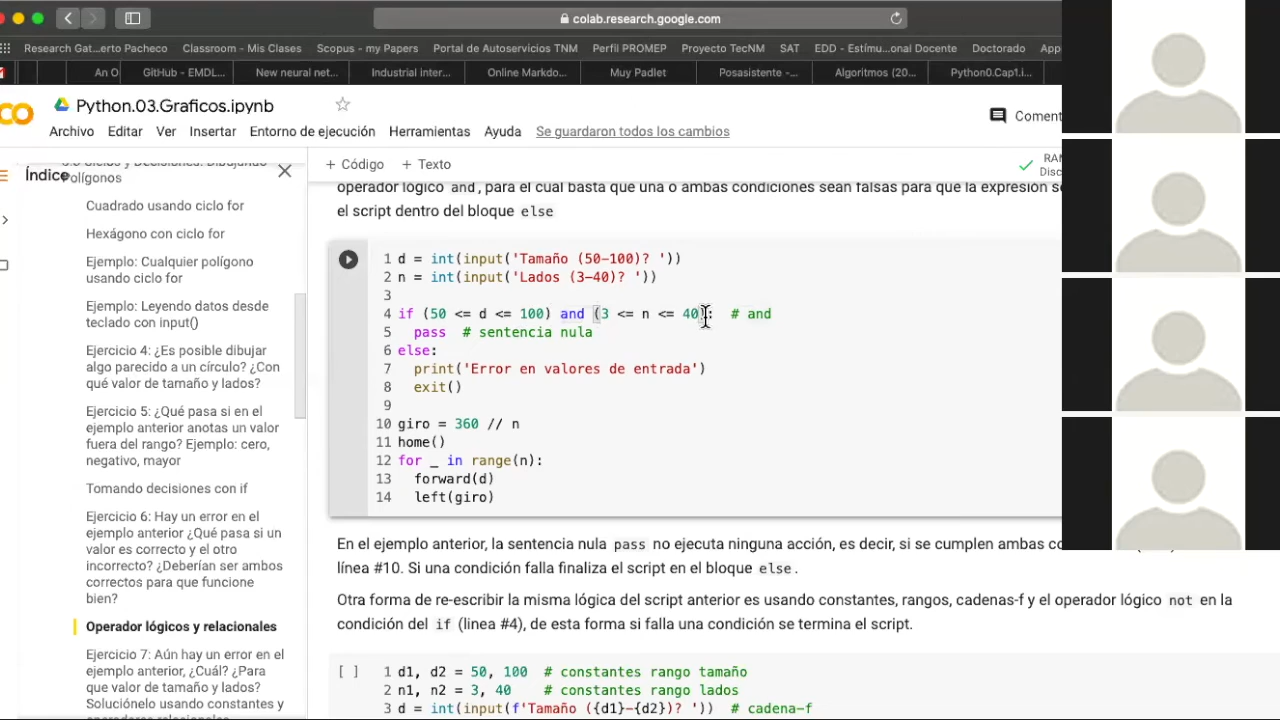 colab.research.google.com
Research Gat...erto Pacheco
Classroom - Mis Clases
Scopus - my Papers
Portal de Autoservicios TNM
Perfil PROMEP
Proyecto TecNM
SAT
EDD - Estímu...onal Docente
Doctorado
App
An O
GitHub - EMDL...
New neural net...
Industrial inter...
Online Markdo...
Muy Padlet
Posasistente -...
Algoritmos (20...
Python0.Cap1.i...
Python.03.Graficos.ipynb
Archivo Editar Ver Insertar Entorno de ejecución Herramientas Ayuda Se guardaron todos los cambios
Coment
+ Código + Texto
RAM
Disc
Índice
Ciclos y Decisiones: Dibujando
Polígonos
Cuadrado usando ciclo for
Hexágono con ciclo for
Ejemplo: Cualquier polígono
usando ciclo for
Ejemplo: Leyendo datos desde
teclado con input()
Ejercicio 4: ¿Es posible dibujar
algo parecido a un círculo? ¿Con
qué valor de tamaño y lados?
Ejercicio 5: ¿Qué pasa si en el
ejemplo anterior anotas un valor
fuera del rango? Ejemplo: cero,
negativo, mayor
Tomando decisiones con if
Ejercicio 6: Hay un error en el
ejemplo anterior ¿Qué pasa si un
valor es correcto y el otro
incorrecto? ¿Deberían ser ambos
correctos para que funcione
bien?
Operador lógicos y relacionales
Ejercicio 7: Aún hay un error en el
ejemplo anterior, ¿Cuál? ¿Para
que valor de tamaño y lados?
Soluciónelo usando constantes y
operadores relacionales
operador lógico and, para el cual basta que una o ambas condiciones sean falsas para que la expresión se
el script dentro del bloque else
1 d = int(input('Tamaño (50-100)? '))
2 n = int(input('Lados (3-40)? '))
3
4 if (50 <= d <= 100) and (3 <= n <= 40):  # and
5   pass  # sentencia nula
6 else:
7   print('Error en valores de entrada')
8   exit()
9
10 giro = 360 // n
11 home()
12 for _ in range(n):
13   forward(d)
14   left(giro)
En el ejemplo anterior, la sentencia nula pass no ejecuta ninguna acción, es decir, si se cumplen ambas co
línea #10. Si una condición falla finaliza el script en el bloque else.
Otra forma de re-escribir la misma lógica del script anterior es usando constantes, rangos, cadenas-f y el operador lógico not en la
condición del if (linea #4), de esta forma si falla una condición se termina el script.
[ ] 1 d1, d2 = 50, 100  # constantes rango tamaño
2 n1, n2 = 3, 40    # constantes rango lados
3 d = int(input(f'Tamaño ({d1}-{d2})? '))  # cadena-f